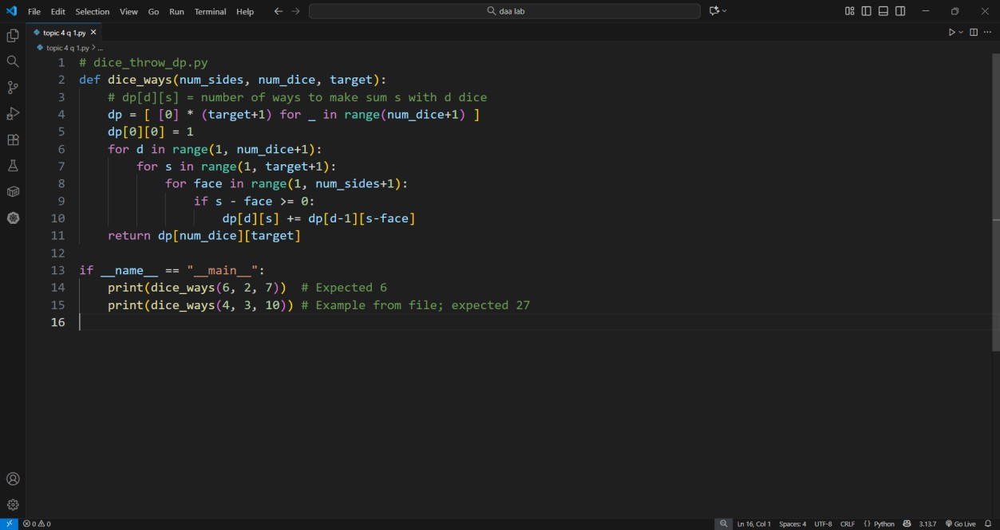 File Edit Selection View Go Run Terminal Help
daa lab
topic 4 q 1.py
topic 4 q 1.py > ...
1 # dice_throw_dp.py
2 def dice_ways(num_sides, num_dice, target):
3     # dp[d][s] = number of ways to make sum s with d dice
4     dp = [ [0] * (target+1) for _ in range(num_dice+1) ]
5     dp[0][0] = 1
6     for d in range(1, num_dice+1):
7         for s in range(1, target+1):
8             for face in range(1, num_sides+1):
9                 if s - face >= 0:
10                     dp[d][s] += dp[d-1][s-face]
11     return dp[num_dice][target]
12
13 if __name__ == "__main__":
14     print(dice_ways(6, 2, 7))  # Expected 6
15     print(dice_ways(4, 3, 10)) # Example from file; expected 27
16
0 0 Ln 16, Col 1 Spaces: 4 UTF-8 CRLF {} Python 3.13.7 Go Live